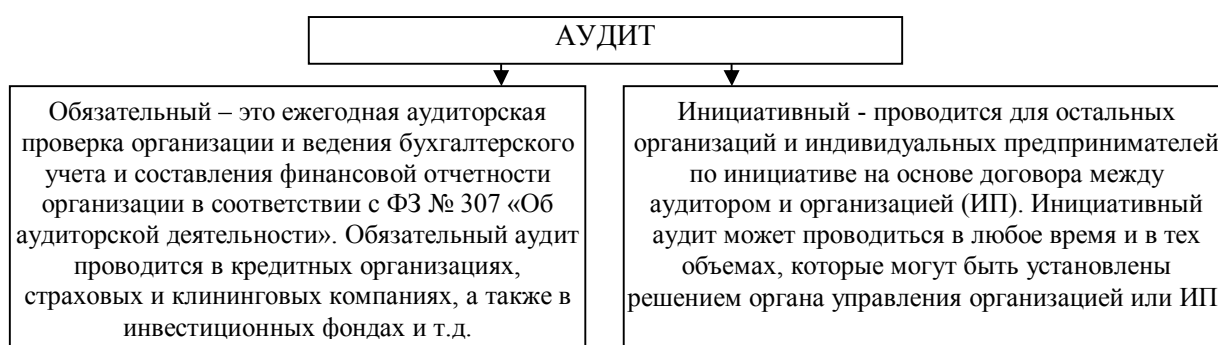 АУДИТ
Обязательный – это ежегодная аудиторская
проверка организации и ведения бухгалтерского
учета и составления финансовой отчетности
организации в соответствии с ФЗ № 307 «Об
аудиторской деятельности». Обязательный аудит
проводится в кредитных организациях,
страховых и клининговых компаниях, а также в
инвестиционных фондах и т.д.
Инициативный - проводится для остальных
организаций и индивидуальных предпринимателей
по инициативе на основе договора между
аудитором и организацией (ИП). Инициативный
аудит может проводиться в любое время и в тех
объемах, которые могут быть установлены
решением органа управления организацией или ИП